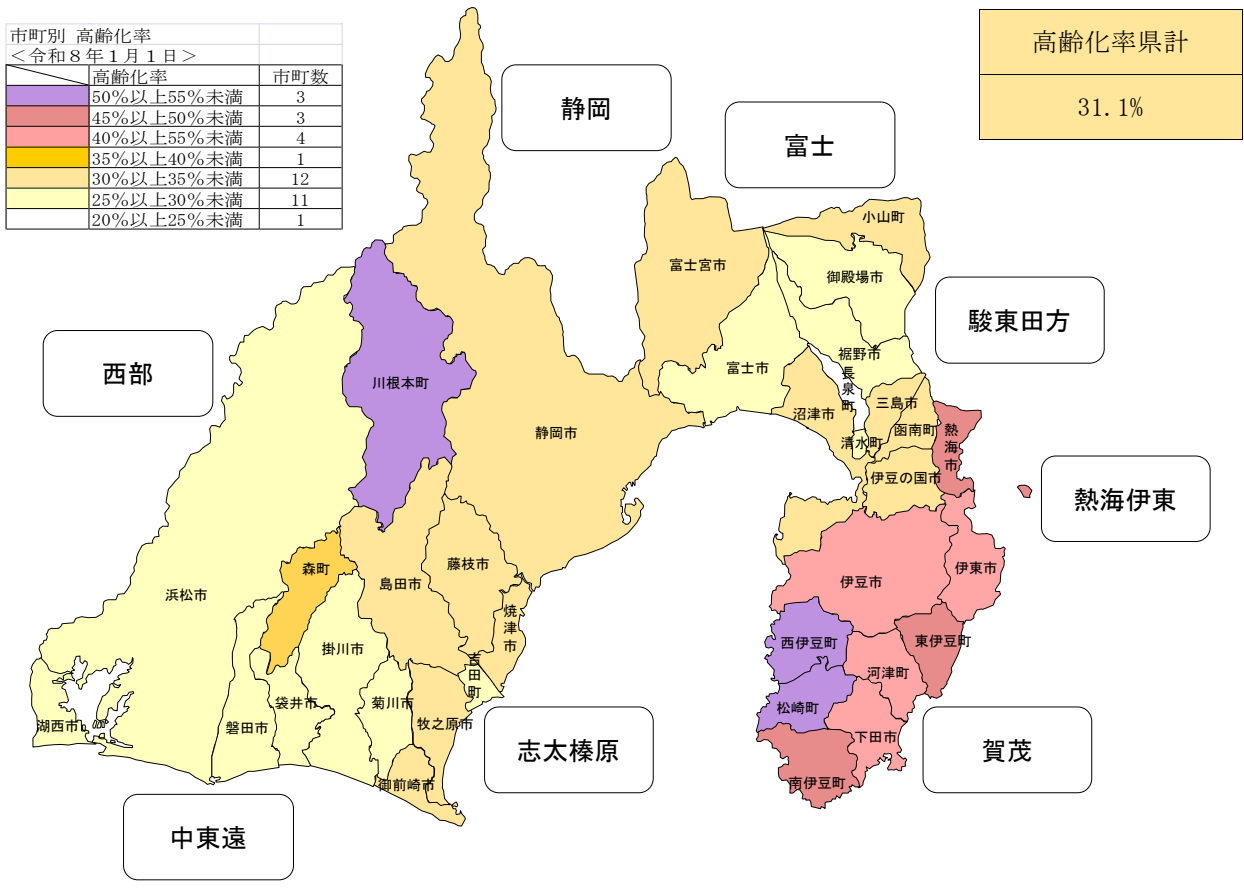 市町別 高齢化率
＜令和８年１月１日＞
高齢化率 市町数
50%以上55%未満 3
45%以上50%未満 3
40%以上55%未満 4
35%以上40%未満 1
30%以上35%未満 12
25%以上30%未満 11
20%以上25%未満 1
高齢化率県計
31.1%
静岡
富士
小山町
富士宮市
御殿場市
駿東田方
西部
裾野市
富士市
長泉町
川根本町
三島市
沼津市
函南町
静岡市
清水町
熱海市
伊豆の国市
熱海伊東
藤枝市
森町
伊東市
島田市
伊豆市
浜松市
焼津市
西伊豆町
東伊豆町
掛川市
吉田町
河津町
袋井市
菊川市
松崎町
湖西市
磐田市
牧之原市
下田市
志太榛原
賀茂
御前崎市
南伊豆町
中東遠